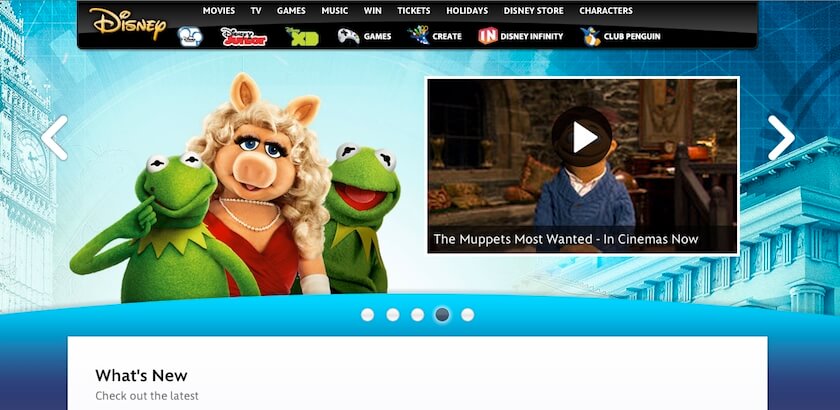 Disney
MOVIES TV GAMES MUSIC WIN TICKETS HOLIDAYS DISNEY STORE CHARACTERS
Disney Junior XD GAMES CREATE DISNEY INFINITY CLUB PENGUIN
The Muppets Most Wanted - In Cinemas Now
What's New
Check out the latest